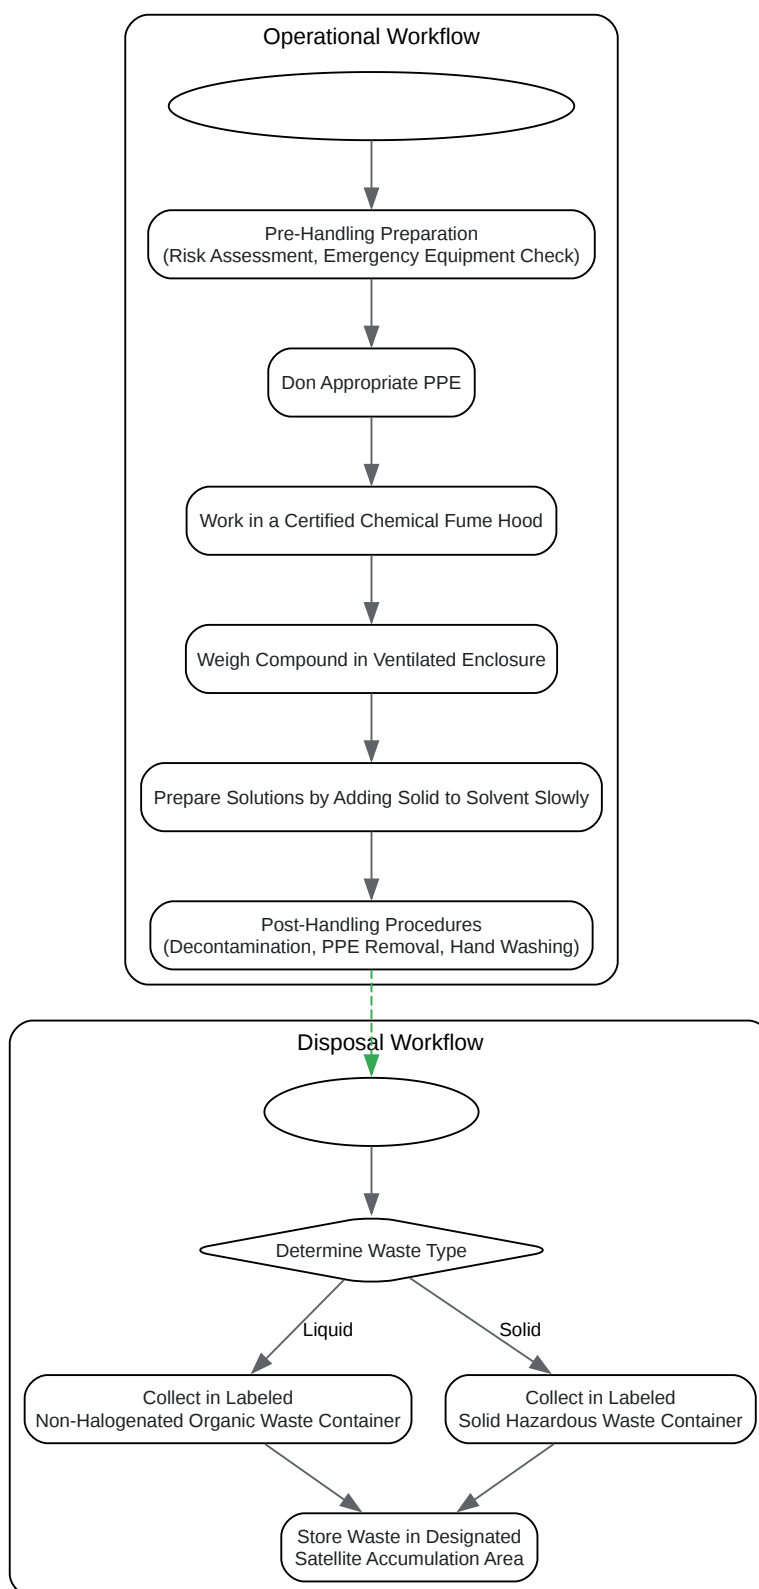 Operational Workflow
Pre-Handling Preparation
(Risk Assessment, Emergency Equipment Check)
Don Appropriate PPE
Work in a Certified Chemical Fume Hood
Weigh Compound in Ventilated Enclosure
Prepare Solutions by Adding Solid to Solvent Slowly
Post-Handling Procedures
(Decontamination, PPE Removal, Hand Washing)
Disposal Workflow
Determine Waste Type
Liquid
Solid
Collect in Labeled
Non-Halogenated Organic Waste Container
Collect in Labeled
Solid Hazardous Waste Container
Store Waste in Designated
Satellite Accumulation Area